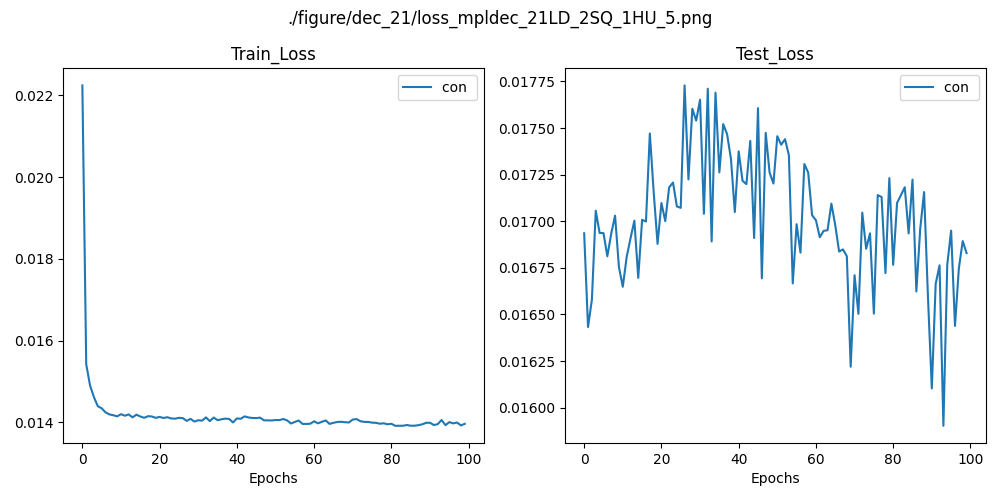 ./figure/dec_21/loss_mpldec_21LD_2SQ_1HU_5.png
Train_Loss
con
0.022
0.020
0.018
0.016
0.014
0 20 40 60 80 100
Epochs
Test_Loss
con
0.01775
0.01750
0.01725
0.01700
0.01675
0.01650
0.01625
0.01600
0 20 40 60 80 100
Epochs